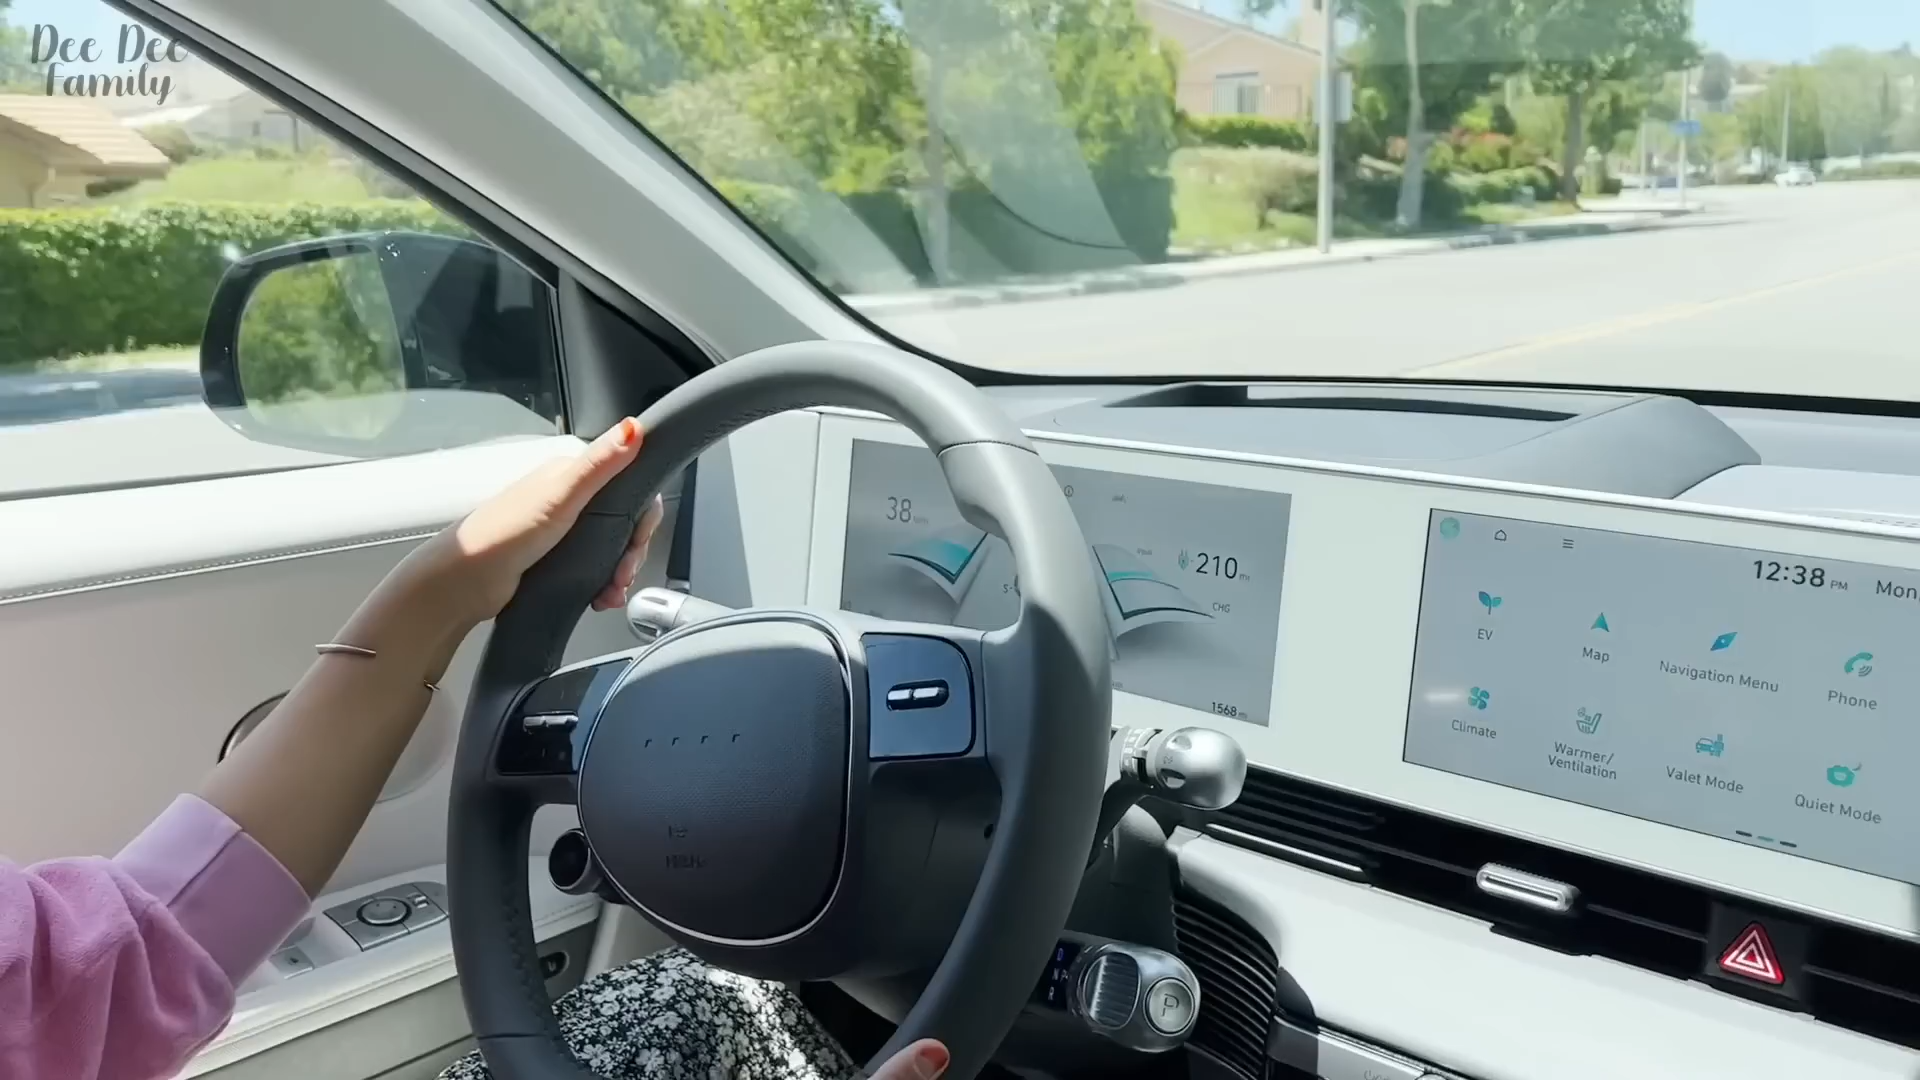 Dee Dee
Family
38
210 mi
CHG
1568
12:38 PM
Mon
EV
Map
Navigation Menu
Phone
Climate
Warmer/
Ventilation
Valet Mode
Quiet Mode
D
N
R
P